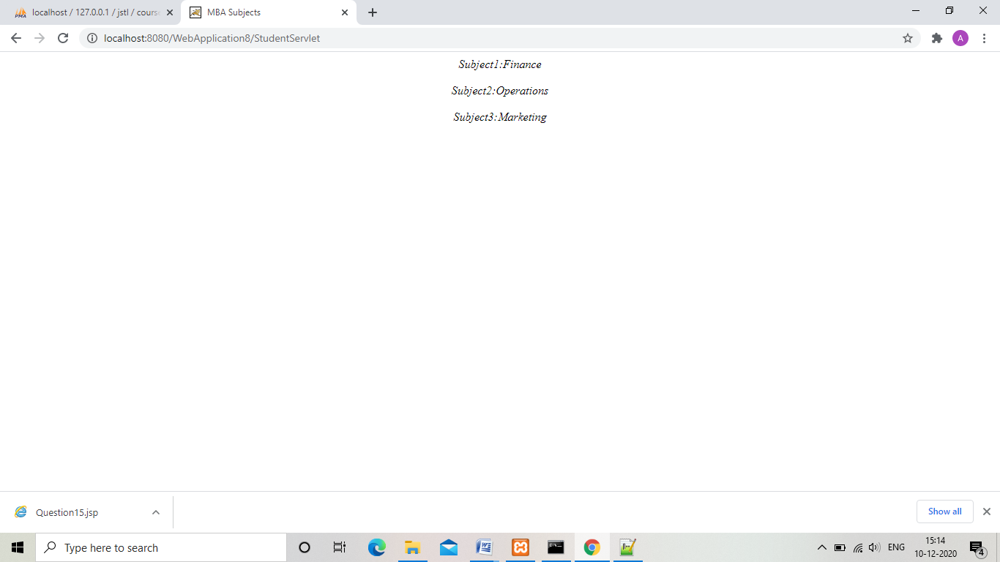 localhost / 127.0.0.1 / jstl / cours
MBA Subjects
localhost:8080/WebApplication8/StudentServlet
A
Subject1:Finance
Subject2:Operations
Subject3:Marketing
Question15.jsp
Show all
Type here to search
ENG
15:14
10-12-2020
4